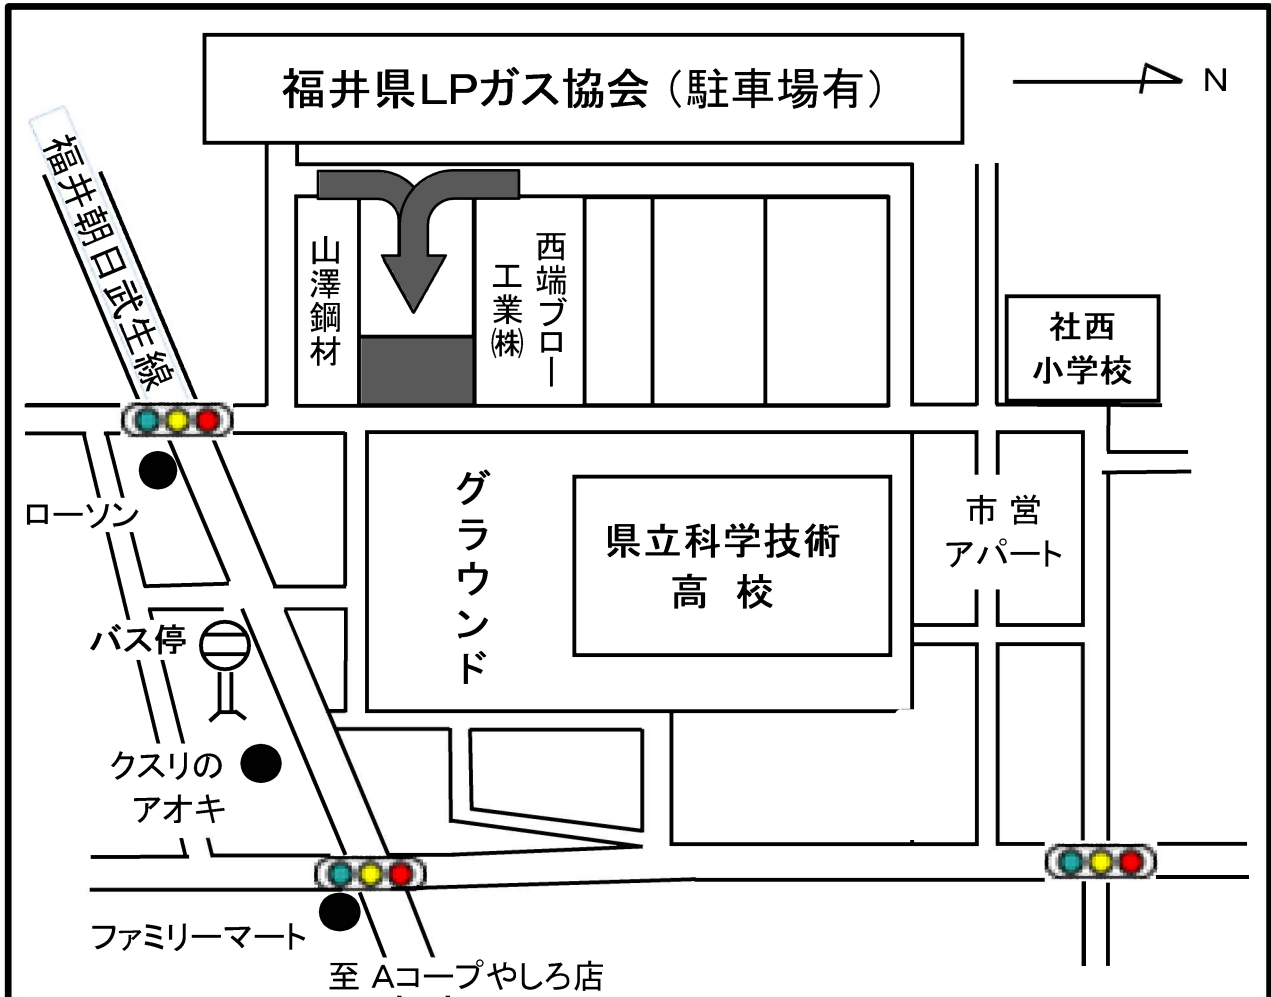 福井県LPガス協会（駐車場有）
N
福井朝日武生線
山澤鋼材
西端ブロー
工業㈱
社西
小学校
ローソン
グラウンド
県立科学技術
高校
市営
アパート
バス停
クスリの
アオキ
ファミリーマート
至 Aコープやしろ店